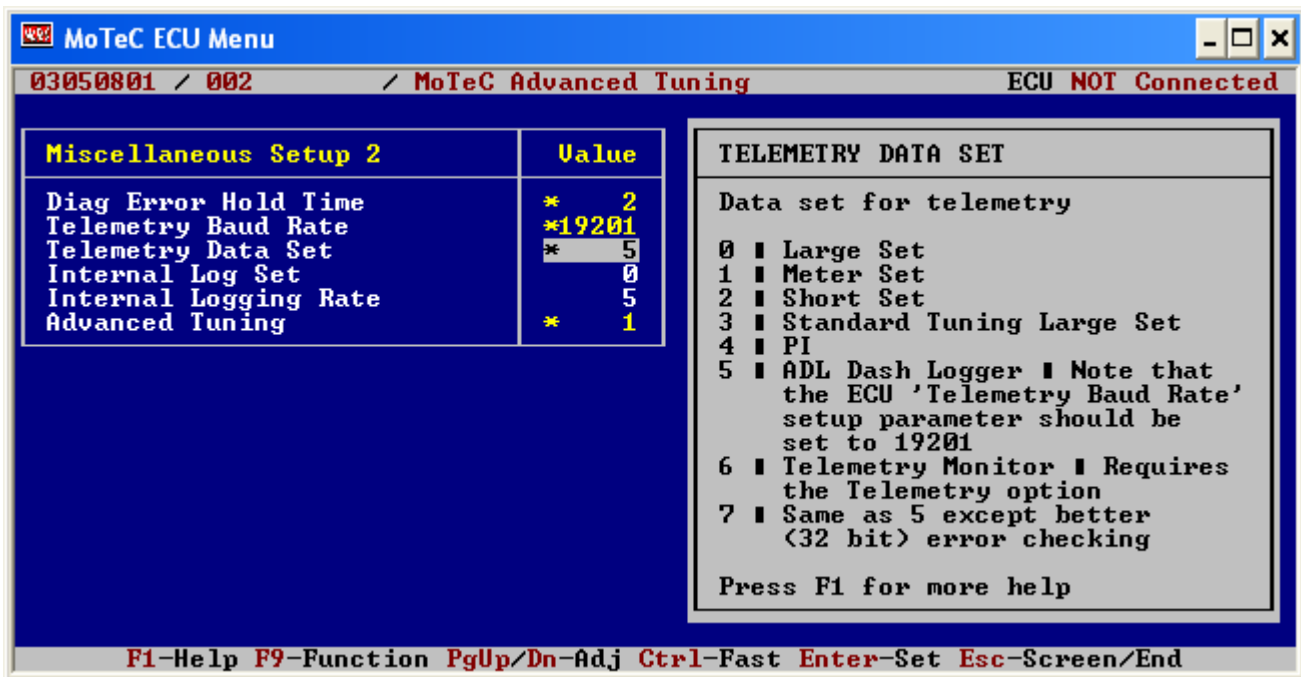 MoTeC ECU Menu
03050801 / 002 / MoTeC Advanced Tuning ECU NOT Connected
Miscellaneous Setup 2 Value
Diag Error Hold Time * 2
Telemetry Baud Rate *19201
Telemetry Data Set * 5
Internal Log Set 0
Internal Logging Rate 5
Advanced Tuning * 1
TELEMETRY DATA SET
Data set for telemetry
0 ▮ Large Set
1 ▮ Meter Set
2 ▮ Short Set
3 ▮ Standard Tuning Large Set
4 ▮ PI
5 ▮ ADL Dash Logger ▮ Note that
the ECU 'Telemetry Baud Rate'
setup parameter should be
set to 19201
6 ▮ Telemetry Monitor ▮ Requires
the Telemetry option
7 ▮ Same as 5 except better
(32 bit) error checking
Press F1 for more help
F1-Help F9-Function PgUp/Dn-Adj Ctrl-Fast Enter-Set Esc-Screen/End